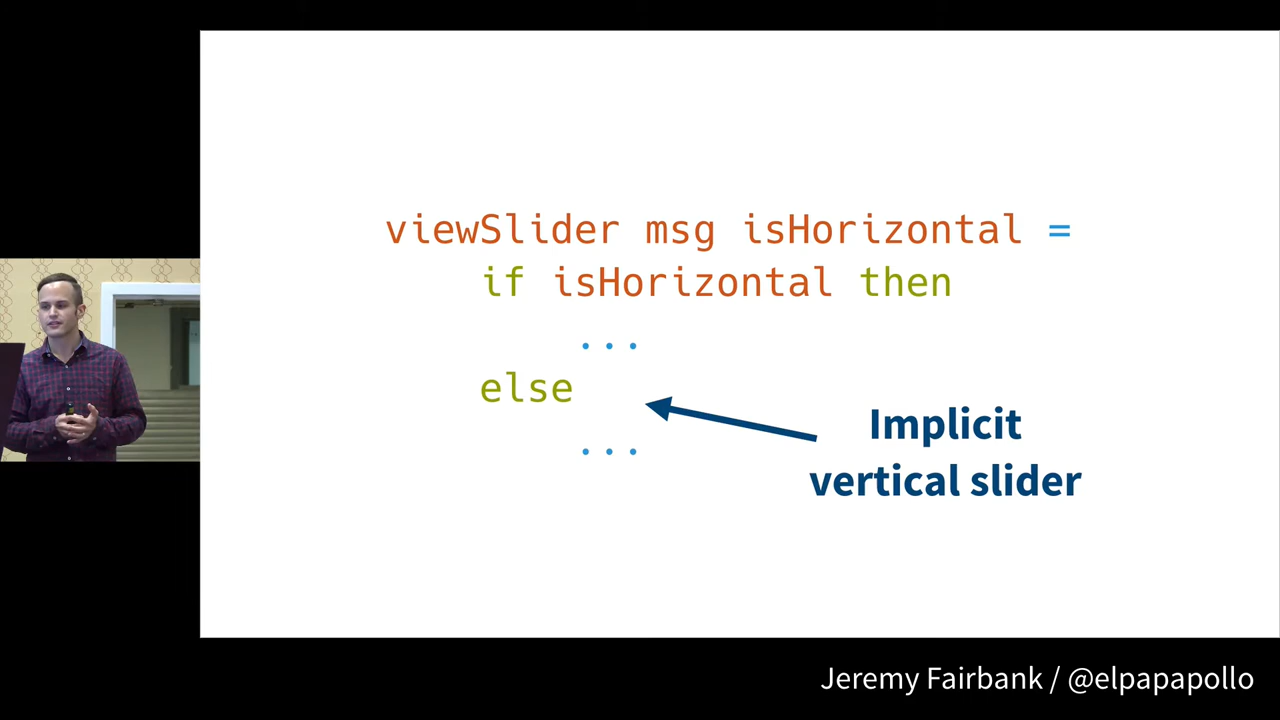 viewSlider msg isHorizontal =
if isHorizontal then
...
else
...
Implicit
vertical slider
Jeremy Fairbank / @elpapapollo